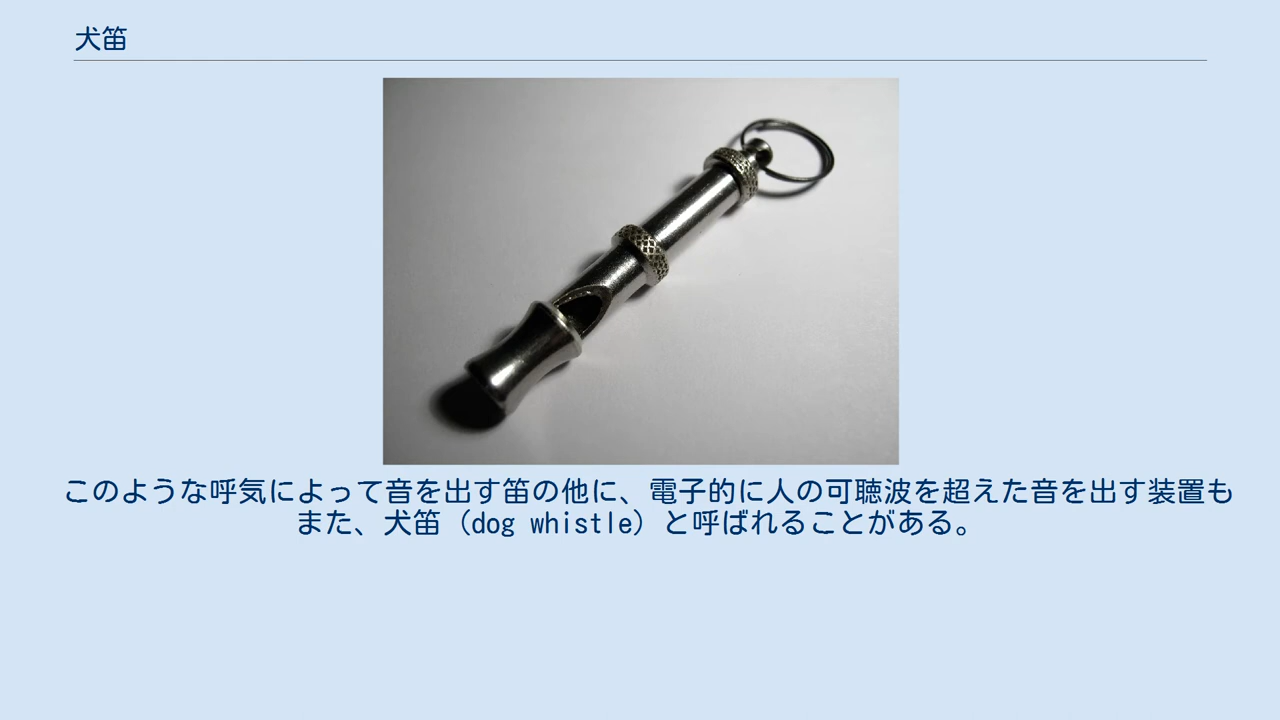 犬笛
このような呼気によって音を出す笛の他に、電子的に人の可聴波を超えた音を出す装置も
また、犬笛（dog whistle）と呼ばれることがある。